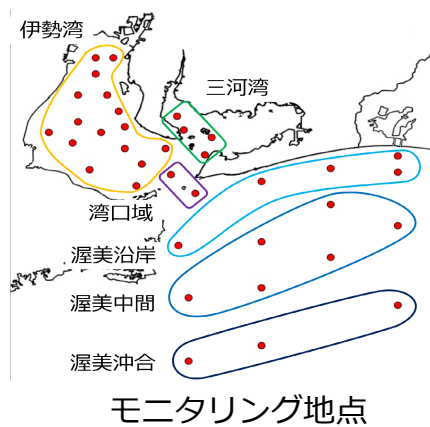 伊勢湾
三河湾
湾口域
渥美沿岸
渥美中間
渥美沖合
モニタリング地点